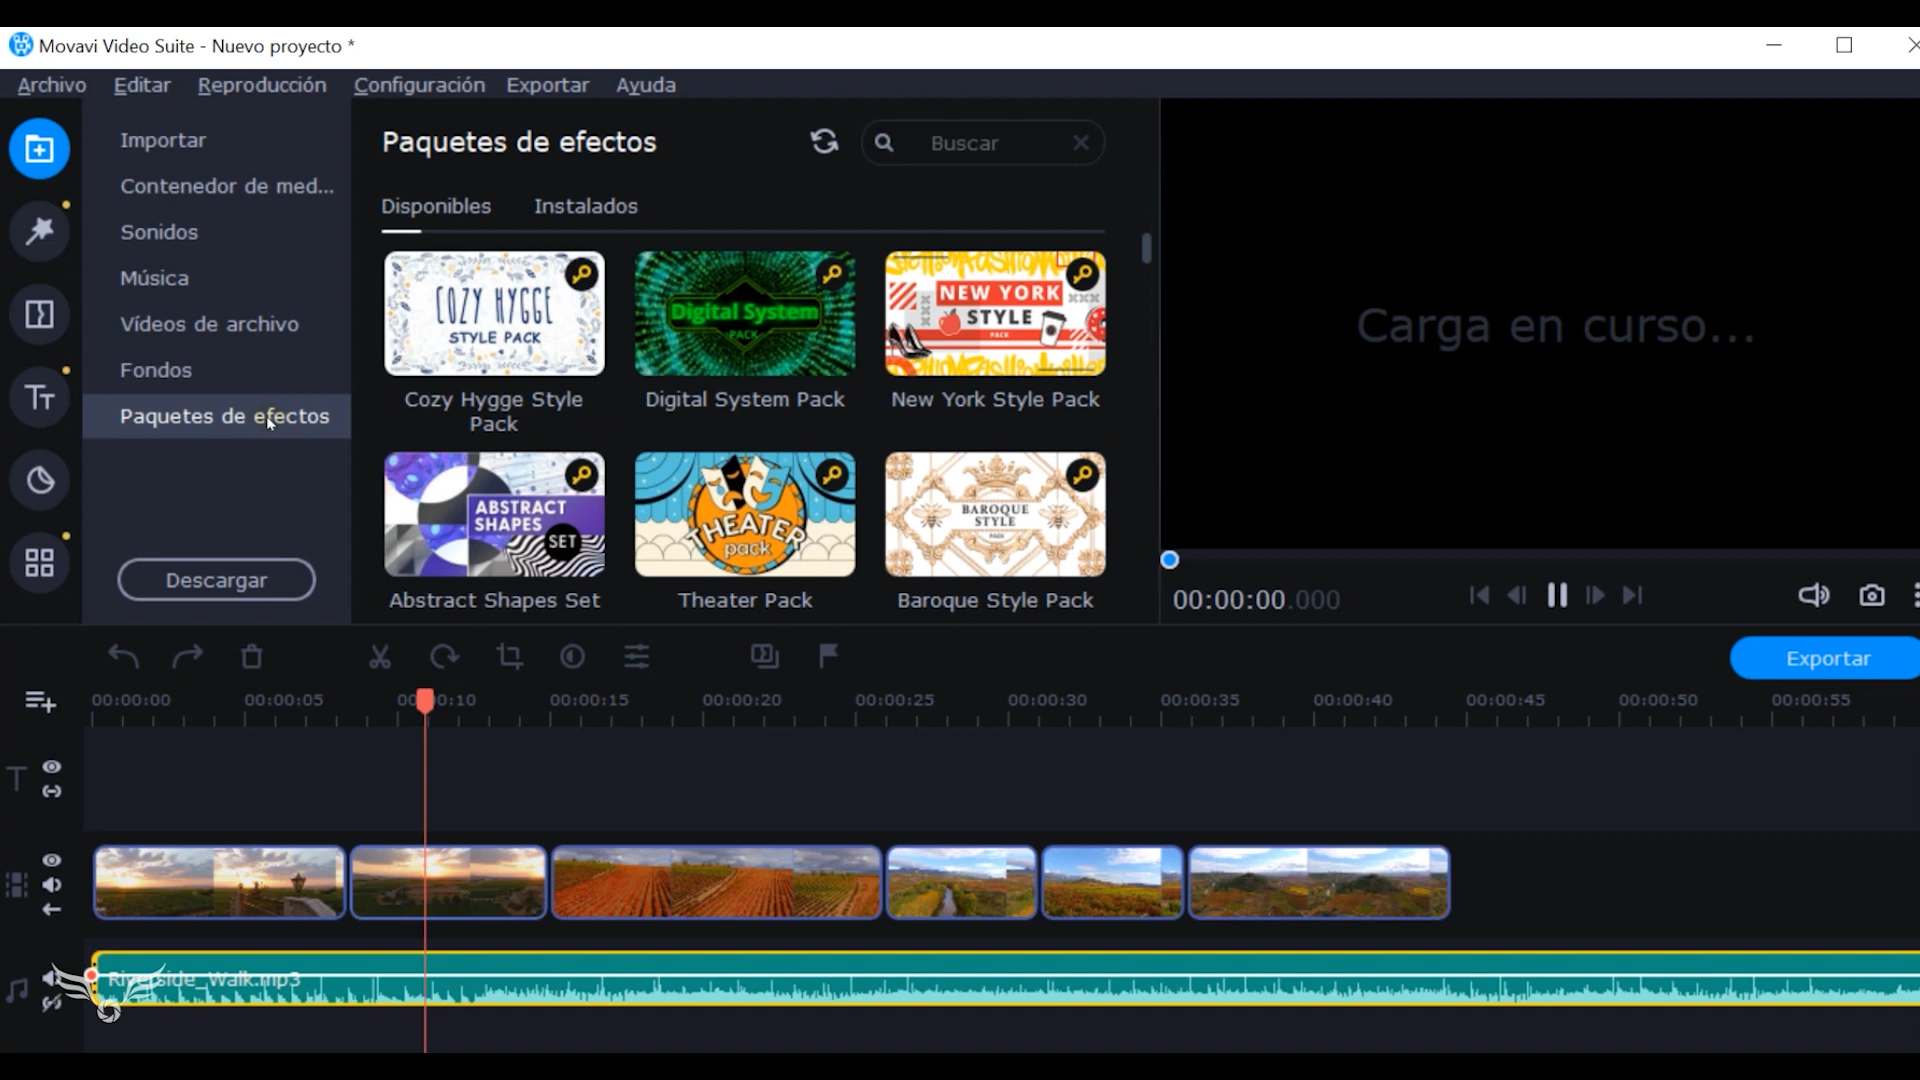 Movavi Video Suite - Nuevo proyecto *
Archivo Editar Reproducción Configuración Exportar Ayuda
Importar
Contenedor de med...
Sonidos
Música
Vídeos de archivo
Fondos
Paquetes de efectos
Descargar
Paquetes de efectos
Buscar
Disponibles Instalados
COZY HYGGE
STYLE PACK
Cozy Hygge Style
Pack
Digital System
PACK
Digital System Pack
NEW YORK
STYLE
PACK
New York Style Pack
ABSTRACT
SHAPES
SET
Abstract Shapes Set
THEATER
pack
Theater Pack
BAROQUE
STYLE
PACK
Baroque Style Pack
Carga en curso...
00:00:00.000
Exportar
00:00:00 00:00:05 00:00:10 00:00:15 00:00:20 00:00:25 00:00:30 00:00:35 00:00:40 00:00:45 00:00:50 00:00:55
Riverside_Walk.mp3